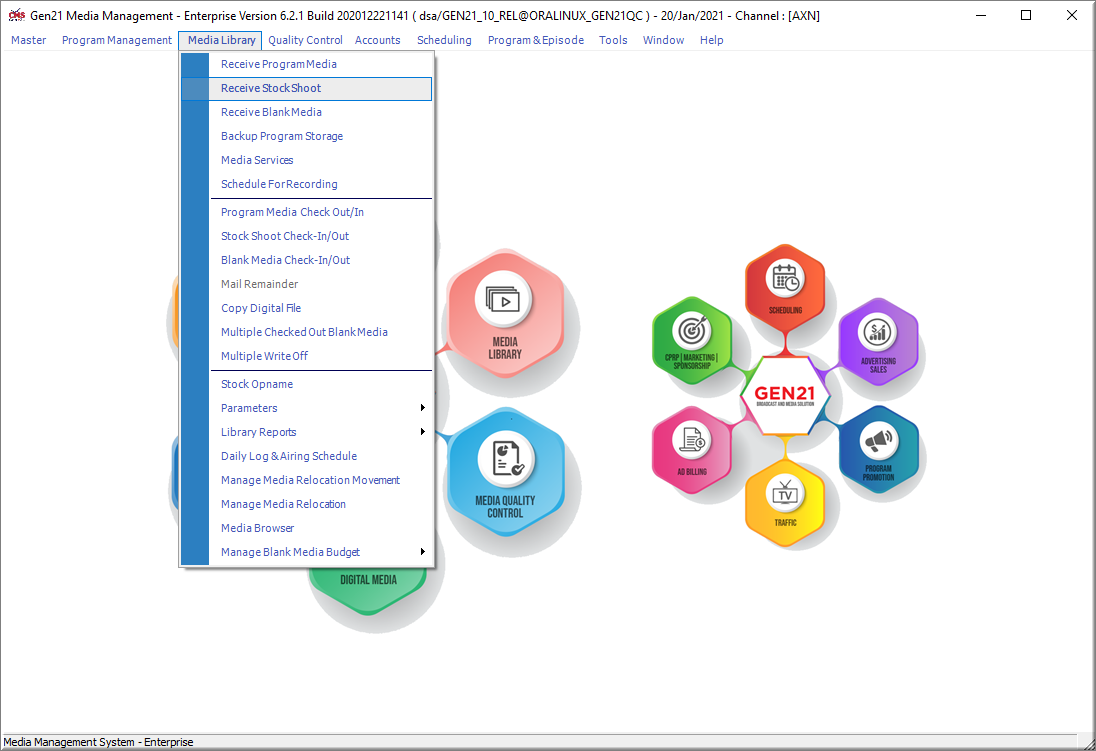 CMS Gen21 Media Management - Enterprise Version 6.2.1 Build 202012221141 ( dsa/GEN21_10_REL@ORALINUX_GEN21QC ) - 20/Jan/2021 - Channel : [AXN]
Master Program Management Media Library Quality Control Accounts Scheduling Program & Episode Tools Window Help
Receive Program Media
Receive Stock Shoot
Receive Blank Media
Backup Program Storage
Media Services
Schedule For Recording
Program Media Check Out/In
Stock Shoot Check-In/Out
Blank Media Check-In/Out
Mail Remainder
Copy Digital File
Multiple Checked Out Blank Media
Multiple Write Off
Stock Opname
Parameters
Library Reports
Daily Log & Airing Schedule
Manage Media Relocation Movement
Manage Media Relocation
Media Browser
Manage Blank Media Budget
MEDIA
LIBRARY
MEDIA QUALITY
CONTROL
DIGITAL MEDIA
SCHEDULING
CPRP | MARKETING |
SPONSORSHIP
ADVERTISING
SALES
GEN21
BROADCAST AND MEDIA SOLUTION
AD BILLING
PROGRAM
PROMOTION
TV
TRAFFIC
Media Management System - Enterprise